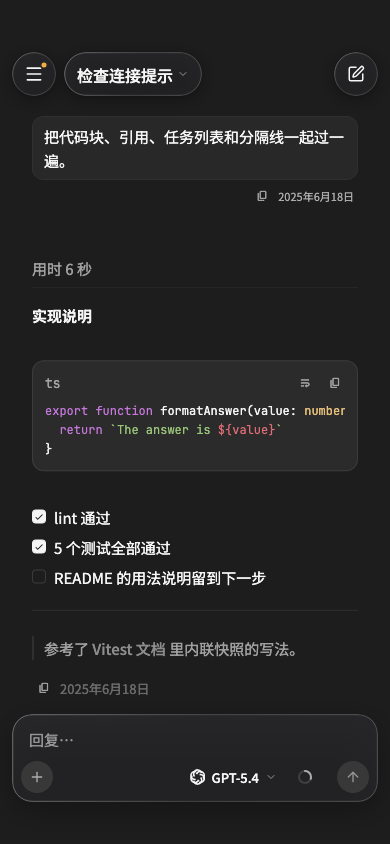 检查连接提示
把代码块、引用、任务列表和分隔线一起过一
遍。
2025年6月18日
用时 6 秒
实现说明
ts
export function formatAnswer(value: number
return `The answer is ${value}`
}
lint 通过
5 个测试全部通过
README 的用法说明留到下一步
参考了 Vitest 文档 里内联快照的写法。
2025年6月18日
回复…
GPT-5.4